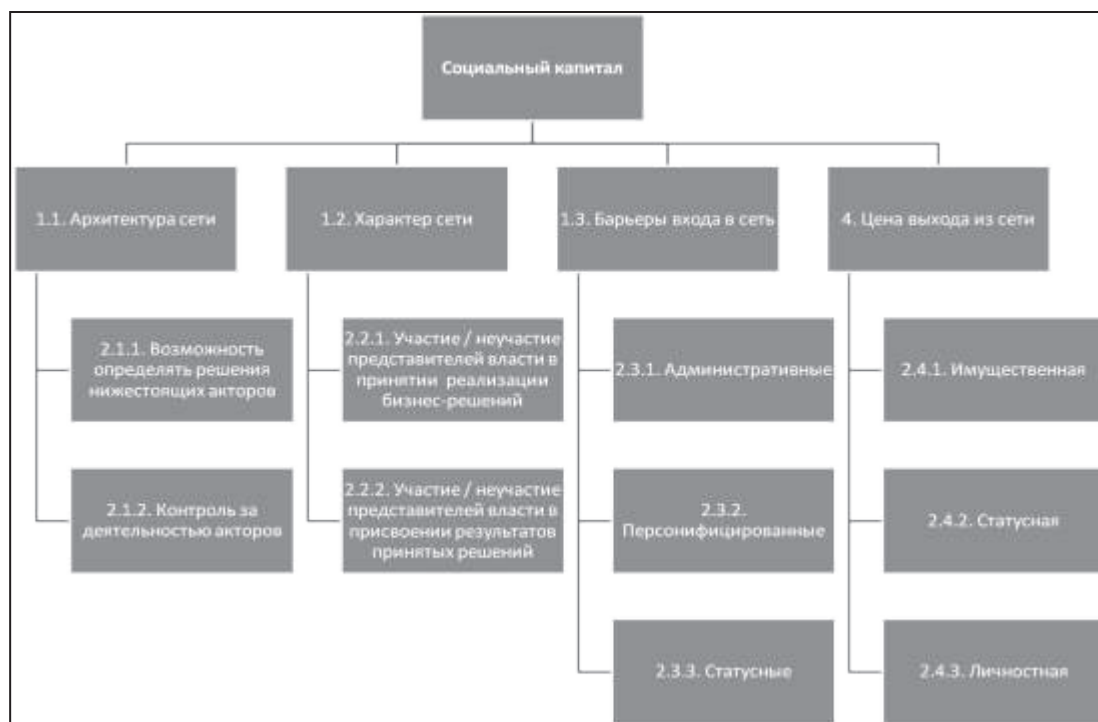 Социальный капитал
1.1. Архитектура сети
1.2. Характер сети
1.3. Барьеры входа в сеть
4. Цена выхода из сети
2.1.1. Возможность
определять решения
нижестоящих акторов
2.2.1. Участие / неучастие
представителей власти в
принятии реализации
бизнес-решений
2.3.1. Административные
2.4.1. Имущественная
2.1.2. Контроль за
деятельностью акторов
2.2.2. Участие / неучастие
представителей власти в
присвоении результатов
принятых решений
2.3.2.
Персонифицированные
2.4.2. Статусная
2.3.3. Статусные
2.4.3. Личностная